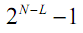 2^{N-L} - 1